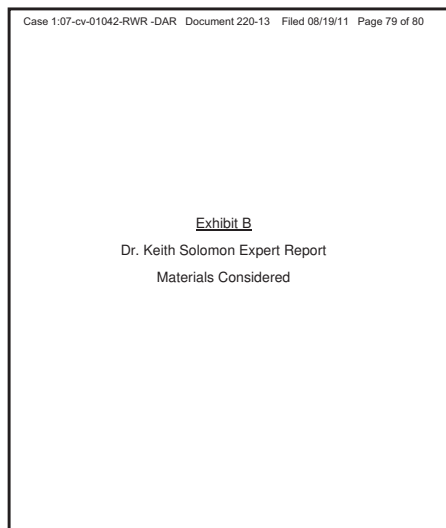 Case 1:07-cv-01042-RWR -DAR Document 220-13 Filed 08/19/11 Page 79 of 80
Exhibit B
Dr. Keith Solomon Expert Report
Materials Considered